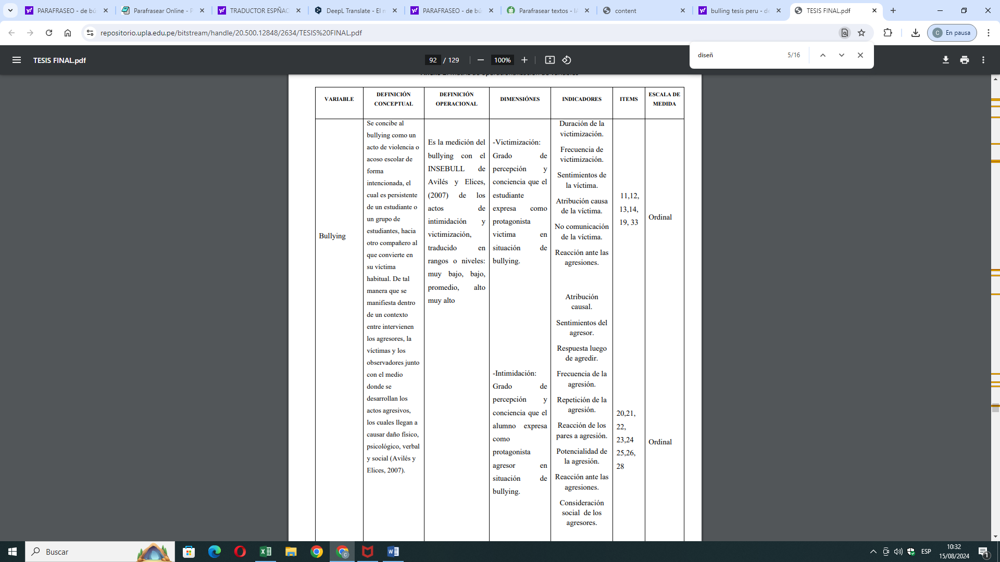 PARAFRASEO - de bú
Parafrasear Online - P
TRADUCTOR ESPÑAC
DeepL Translate - El m
PARAFRASEO - de bú
Parafrasear textos - IA
content
bulling tesis peru - de
TESIS FINAL.pdf
repositorio.upla.edu.pe/bitstream/handle/20.500.12848/2634/TESIS%20FINAL.pdf
C En pausa
TESIS FINAL.pdf
92 / 129
100%
diseñ
5/16
VARIABLE
DEFINICIÓN
CONCEPTUAL
DEFINICIÓN
OPERACIONAL
DIMENSIÓNES
INDICADORES
ITEMS
ESCALA DE
MEDIDA
Bullying
Se concibe al
bullying como un
acto de violencia o
acoso escolar de
forma
intencionada, el
cual es persistente
de un estudiante o
un grupo de
estudiantes, hacia
otro compañero al
que convierte en
su víctima
habitual. De tal
manera que se
manifiesta dentro
de un contexto
entre intervienen
los agresores, la
víctimas y los
observadores junto
con el medio
donde se
desarrollan los
actos agresivos,
los cuales llegan a
causar daño físico,
psicológico, verbal
y social (Avilés y
Elices, 2007).
Es la medición del
bullying con el
INSEBULL de
Avilés y Elices,
(2007) de los
actos de
intimidación y
victimización,
traducido en
rangos o niveles:
muy bajo, bajo,
promedio, alto
muy alto
-Victimización:
Grado de
percepción y
conciencia que el
estudiante
expresa como
protagonista
victima en
situación de
bullying.
Duración de la
victimización.
Frecuencia de
victimización.
Sentimientos de
la víctima.
Atribución causa
de la víctima.
No comunicación
de la víctima.
Reacción ante las
agresiones.
11,12,
13,14,
19, 33
Ordinal
-Intimidación:
Grado de
percepción y
conciencia que el
alumno expresa
como
protagonista
agresor en
situación de
bullying.
Atribución
causal.
Sentimientos del
agresor.
Respuesta luego
de agredir.
Frecuencia de la
agresión.
Repetición de la
agresión.
Reacción de los
pares a agresión.
Potencialidad de
la agresión.
Reacción ante las
agresiones.
Consideración
social de los
agresores.
20,21,
22,
23,24
25,26,
28
Ordinal
Buscar
ESP
10:32
15/08/2024
1